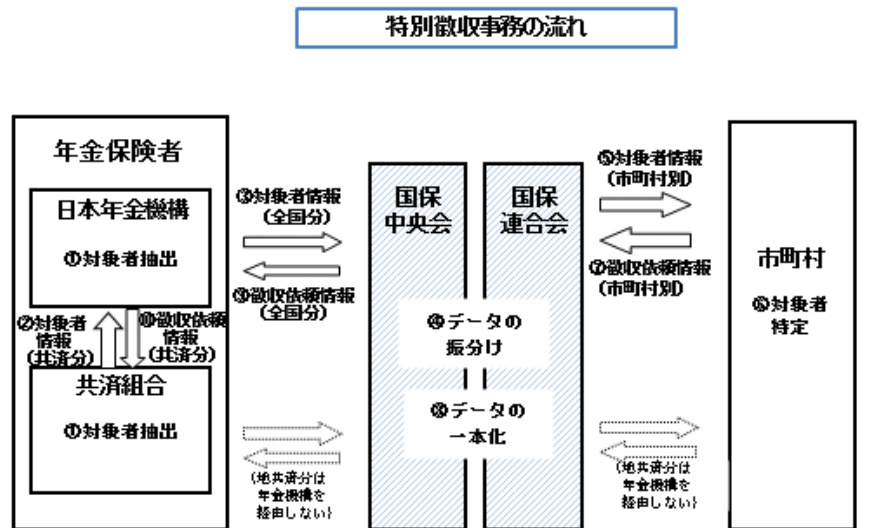 特別徴収事務の流れ
年金保険者
日本年金機構
①対象者抽出
②対象者
情報
(共済分)
⑩徴収依頼
情報
(共済分)
共済組合
①対象者抽出
③対象者情報
(全国分)
⑨徴収依頼情報
(全国分)
(地共済分は
年金機構を
経由しない)
国保
中央会
国保
連合会
④データの
振分け
⑧データの
一本化
⑤対象者情報
(市町村別)
⑦徴収依頼情報
(市町村別)
(地共済分は
年金機構を
経由しない)
市町村
⑥対象者
特定